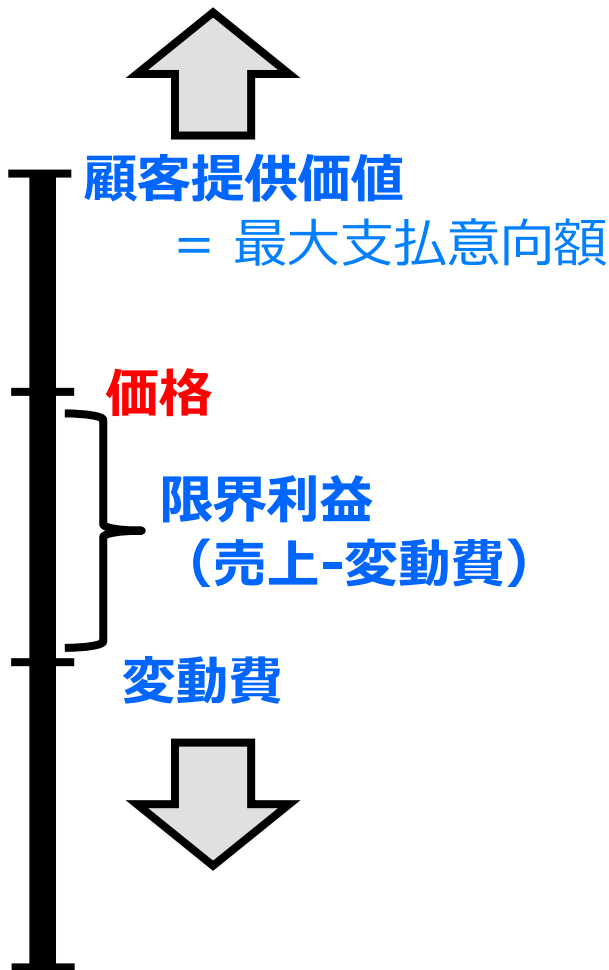 顧客提供価値
= 最大支払意向額
価格
限界利益
（売上-変動費）
変動費